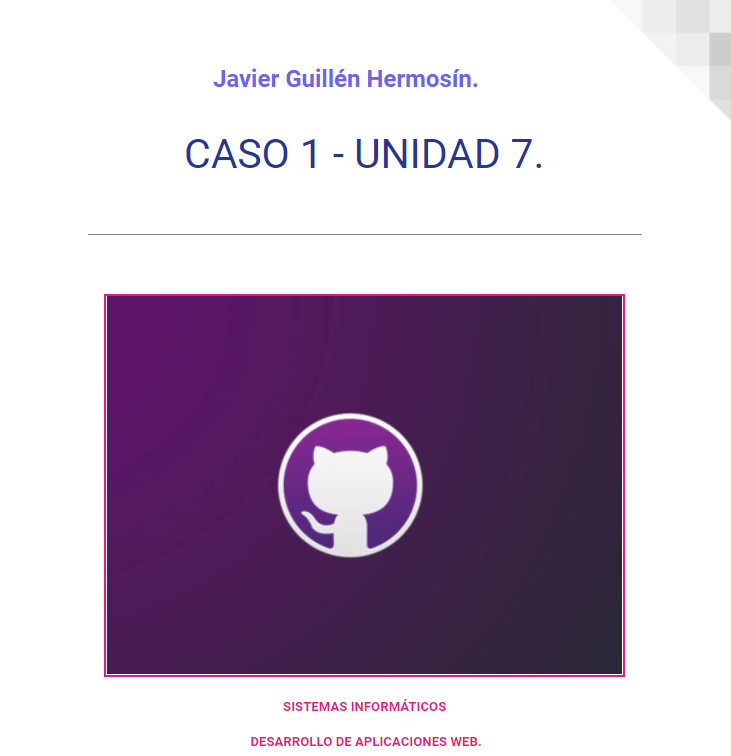 Javier Guillén Hermosín.
CASO 1 - UNIDAD 7.
SISTEMAS INFORMÁTICOS
DESARROLLO DE APLICACIONES WEB.